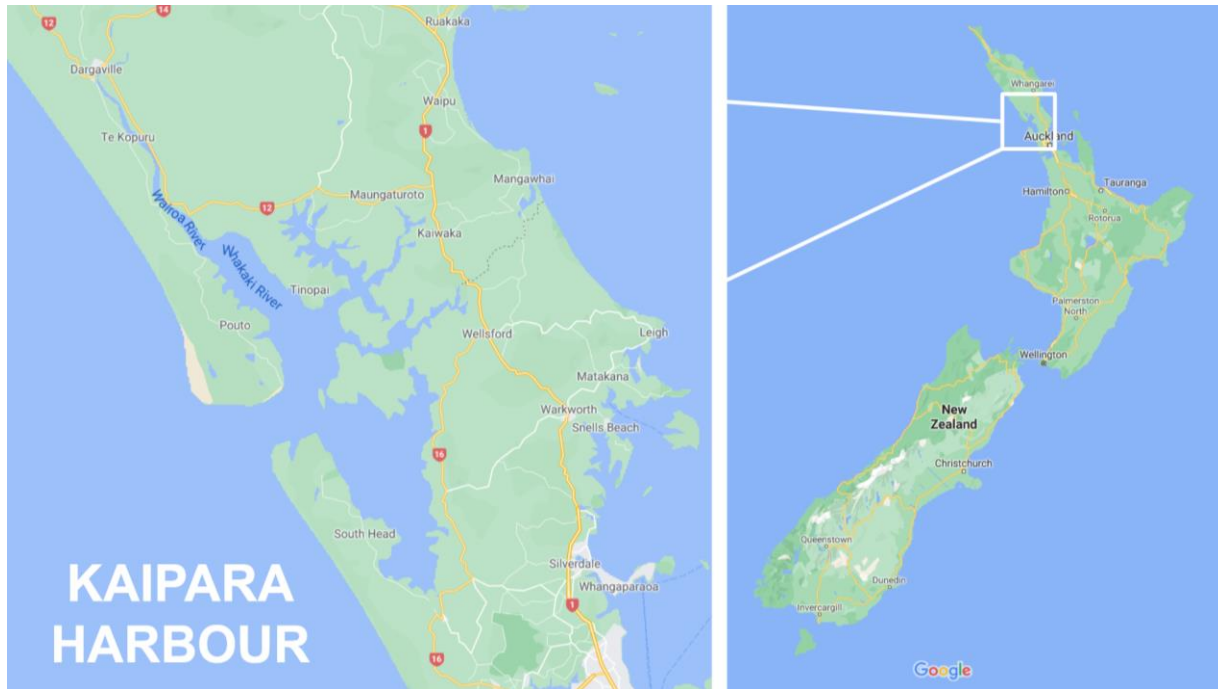 12
14
Ruakaka
Dargaville
Waipu
1
Te Kopuru
Mangawhai
Maungaturoto
12
Wairoa River
Kaiwaka
Whakaki River
Tinopai
Pouto
Wellsford
Leigh
Matakana
Warkworth
Snells Beach
16
South Head
Silverdale
Whangaparaoa
1
16
KAIPARA
HARBOUR
Whangarei
Auckland
Hamilton
Tauranga
Rotorua
Palmerston
North
Wellington
New
Zealand
Christchurch
Queenstown
Dunedin
Invercargill
Google